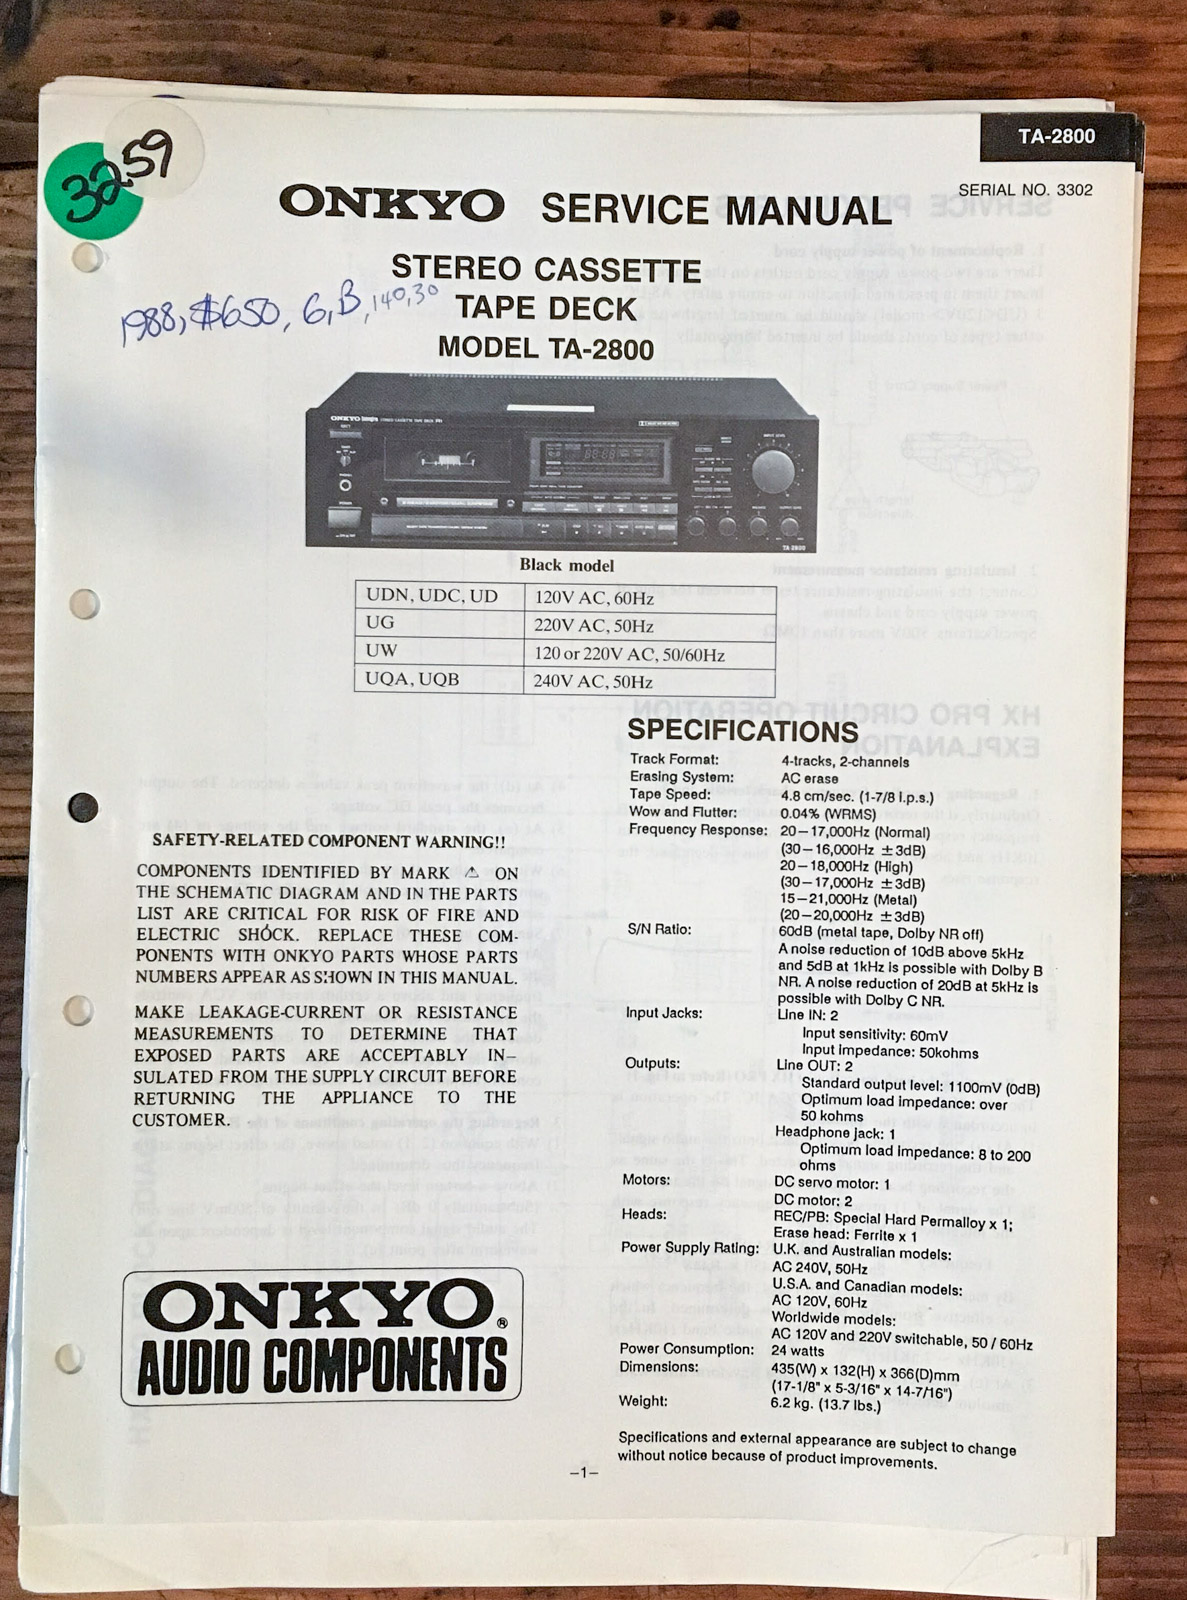 TA-2800
3259
SERIAL NO. 3302
ONKYO SERVICE MANUAL
STEREO CASSETTE
TAPE DECK
MODEL TA-2800
1988, $650, 6, B, 140, 30
ONKYO
TA-2800
Black model
UDN, UDC, UD 120V AC, 60Hz
UG 220V AC, 50Hz
UW 120 or 220V AC, 50/60Hz
UQA, UQB 240V AC, 50Hz
SAFETY-RELATED COMPONENT WARNING!!
COMPONENTS IDENTIFIED BY MARK ⚠ ON
THE SCHEMATIC DIAGRAM AND IN THE PARTS
LIST ARE CRITICAL FOR RISK OF FIRE AND
ELECTRIC SHOCK. REPLACE THESE COM-
PONENTS WITH ONKYO PARTS WHOSE PARTS
NUMBERS APPEAR AS SHOWN IN THIS MANUAL.
MAKE LEAKAGE-CURRENT OR RESISTANCE
MEASUREMENTS TO DETERMINE THAT
EXPOSED PARTS ARE ACCEPTABLY IN–
SULATED FROM THE SUPPLY CIRCUIT BEFORE
RETURNING THE APPLIANCE TO THE
CUSTOMER.
ONKYO®
AUDIO COMPONENTS
SPECIFICATIONS
Track Format: 4-tracks, 2-channels
Erasing System: AC erase
Tape Speed: 4.8 cm/sec. (1-7/8 I.p.s.)
Wow and Flutter: 0.04% (WRMS)
Frequency Response: 20–17,000Hz (Normal)
(30–16,000Hz ±3dB)
20–18,000Hz (High)
(30–17,000Hz ±3dB)
15–21,000Hz (Metal)
(20–20,000Hz ±3dB)
S/N Ratio: 60dB (metal tape, Dolby NR off)
A noise reduction of 10dB above 5kHz
and 5dB at 1kHz is possible with Dolby B
NR. A noise reduction of 20dB at 5kHz is
possible with Dolby C NR.
Input Jacks: Line IN: 2
Input sensitivity: 60mV
Input Impedance: 50kohms
Outputs: Line OUT: 2
Standard output level: 1100mV (0dB)
Optimum load impedance: over
50 kohms
Headphone jack: 1
Optimum load Impedance: 8 to 200
ohms
Motors: DC servo motor: 1
DC motor: 2
Heads: REC/PB: Special Hard Permalloy x 1;
Erase head: Ferrite x 1
Power Supply Rating: U.K. and Australian models:
AC 240V, 50Hz
U.S.A. and Canadian models:
AC 120V, 60Hz
Worldwide models:
AC 120V and 220V switchable, 50 / 60Hz
Power Consumption: 24 watts
Dimensions: 435(W) x 132(H) x 366(D)mm
(17-1/8" x 5-3/16" x 14-7/16")
Weight: 6.2 kg. (13.7 lbs.)
Specifications and external appearance are subject to change
without notice because of product improvements.
–1–